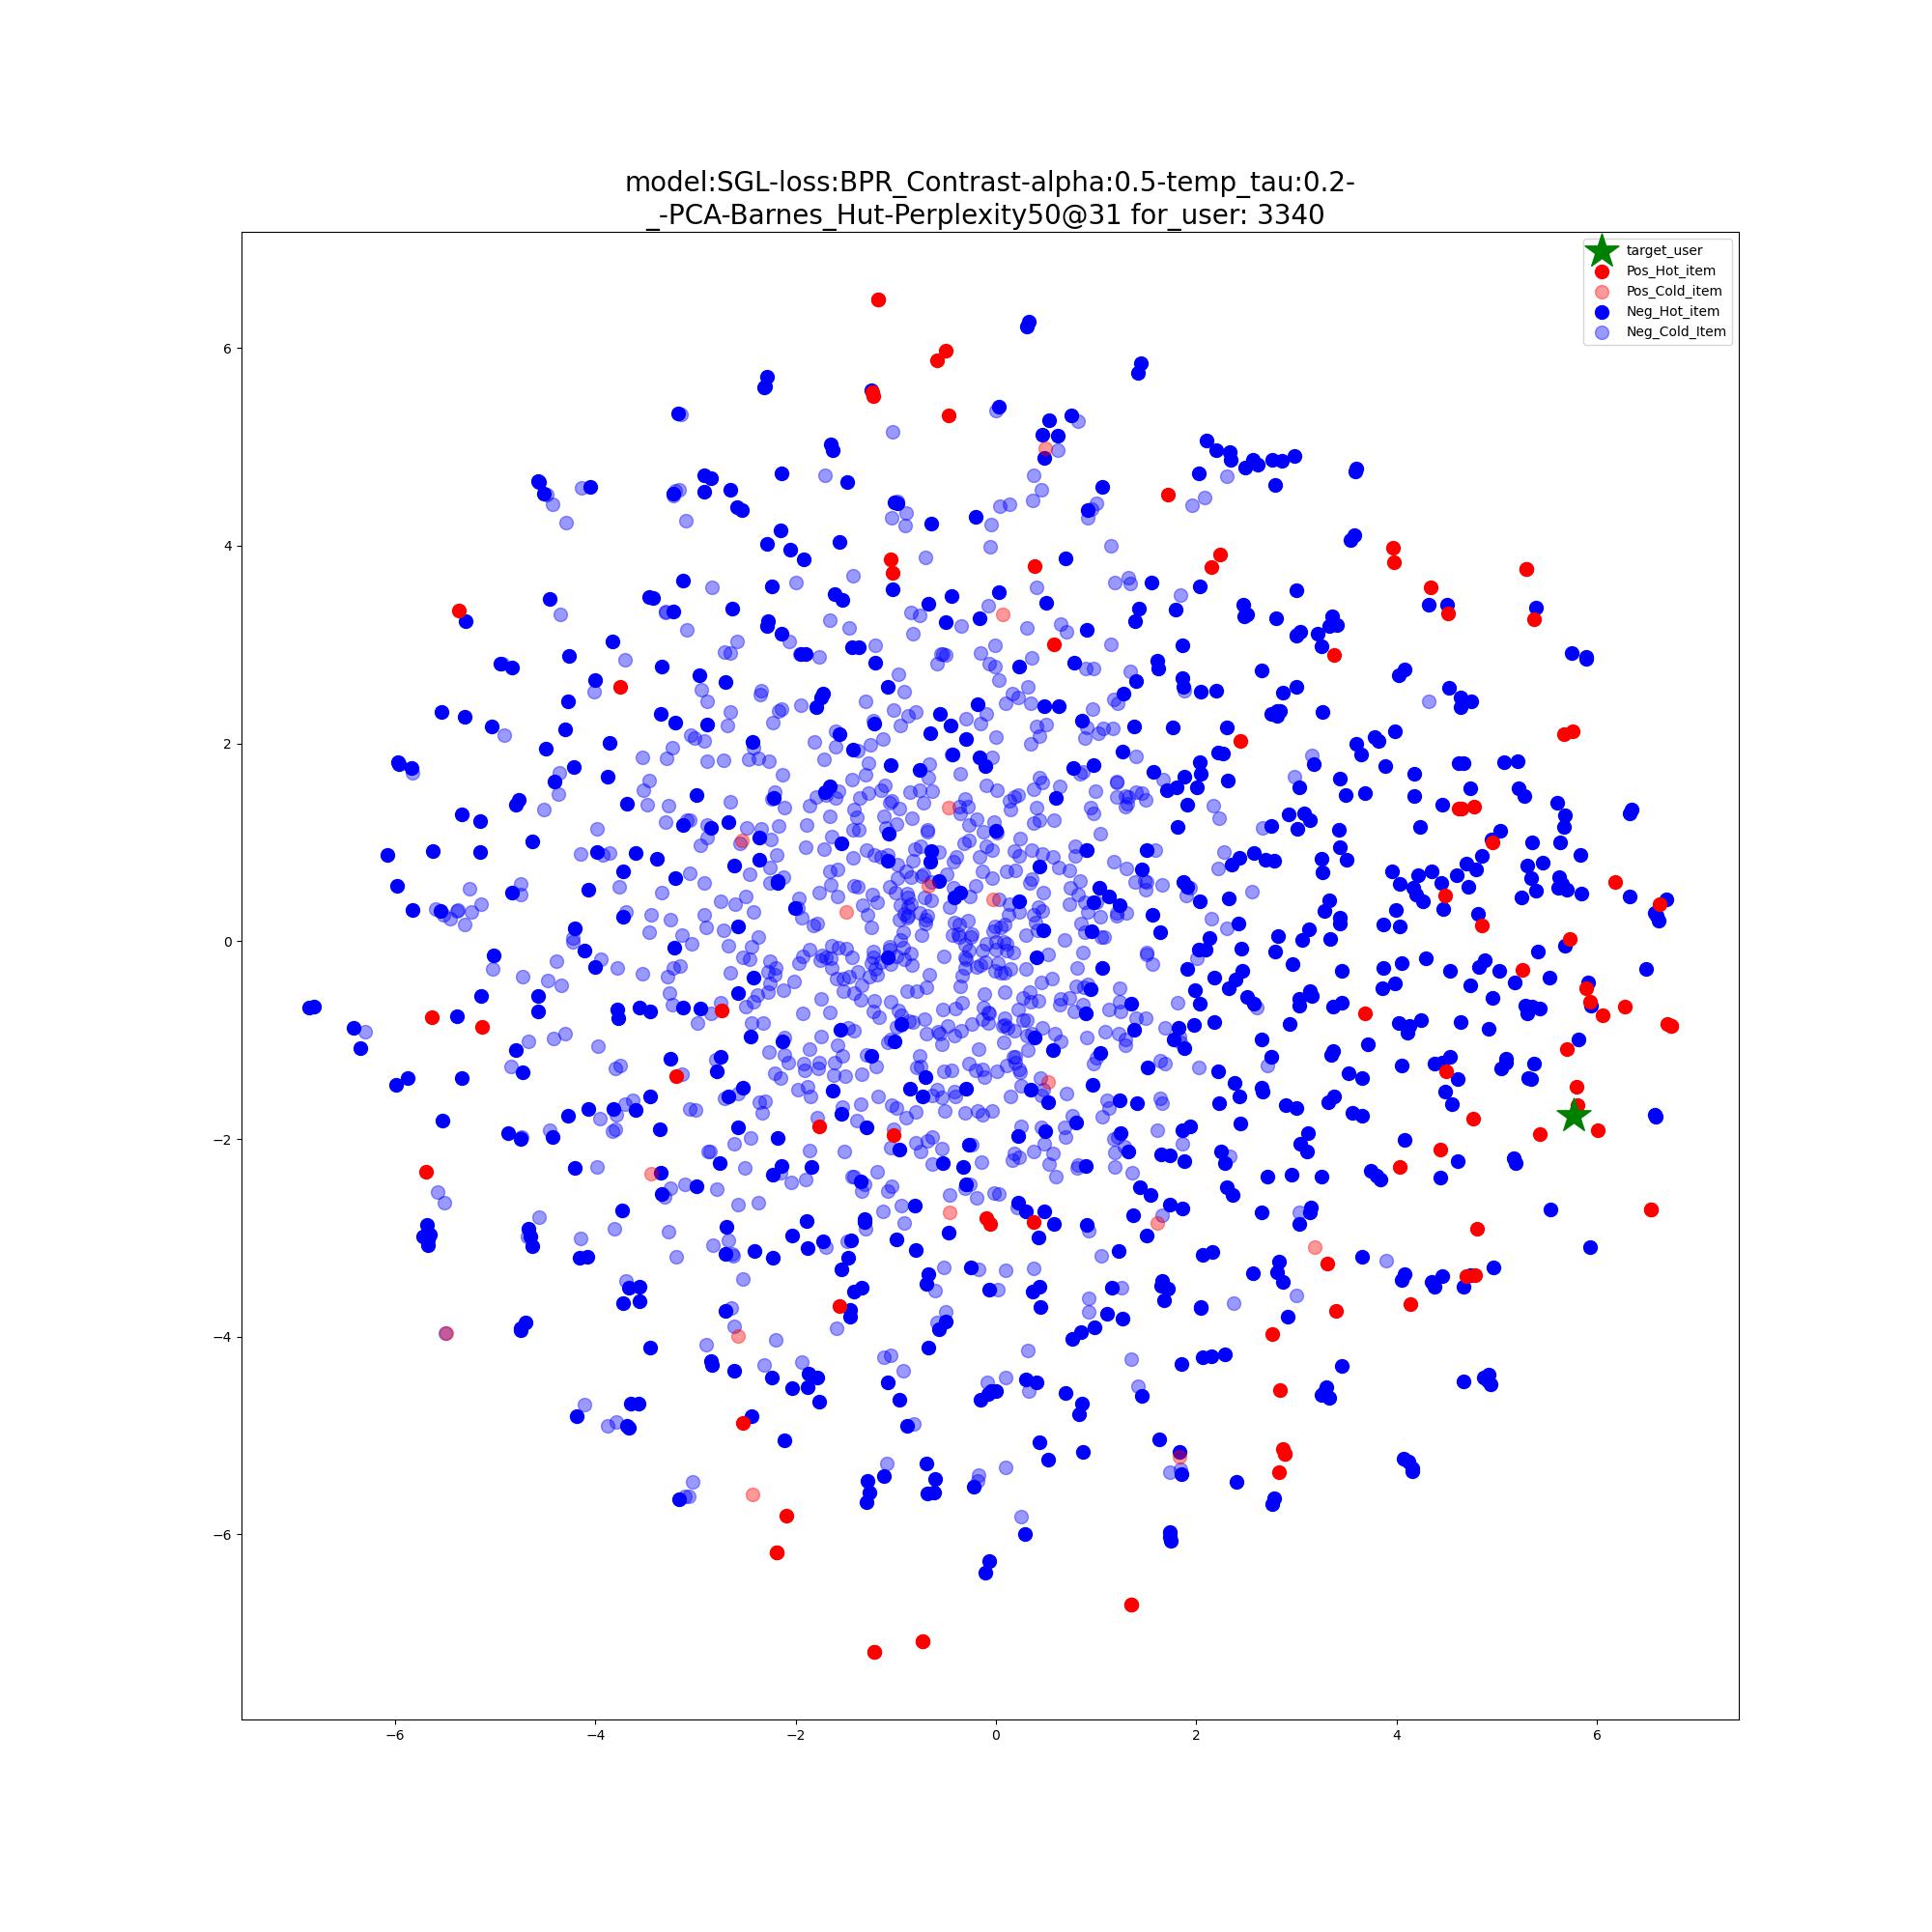 model:SGL-loss:BPR_Contrast-alpha:0.5-temp_tau:0.2-
_-PCA-Barnes_Hut-Perplexity50@31 for_user: 3340
target_user
Pos_Hot_item
Pos_Cold_item
Neg_Hot_item
Neg_Cold_Item
6
4
2
0
−2
−4
−6
−6
−4
−2
0
2
4
6